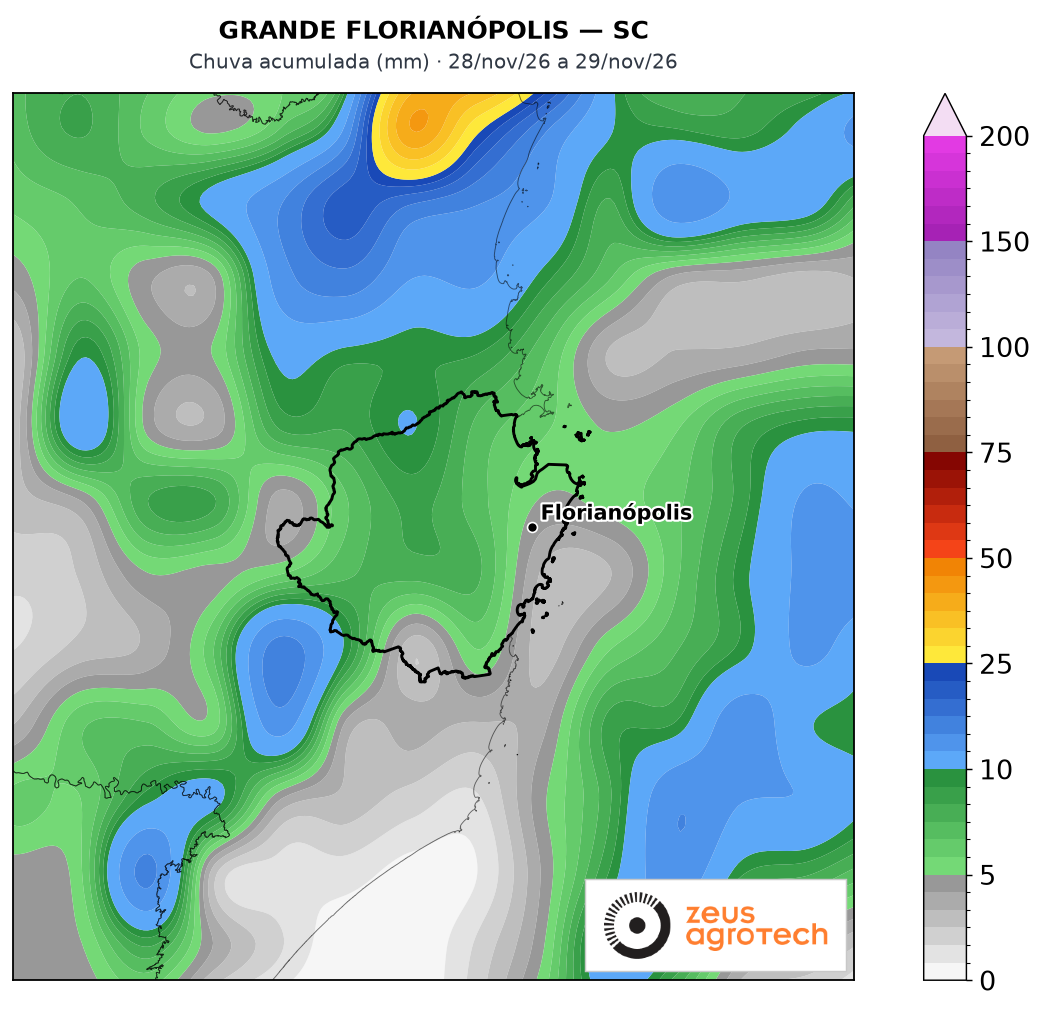 GRANDE FLORIANÓPOLIS — SC
Chuva acumulada (mm) · 28/nov/26 a 29/nov/26
200
150
100
75
50
25
10
5
0
Florianópolis
zeus
agrotech